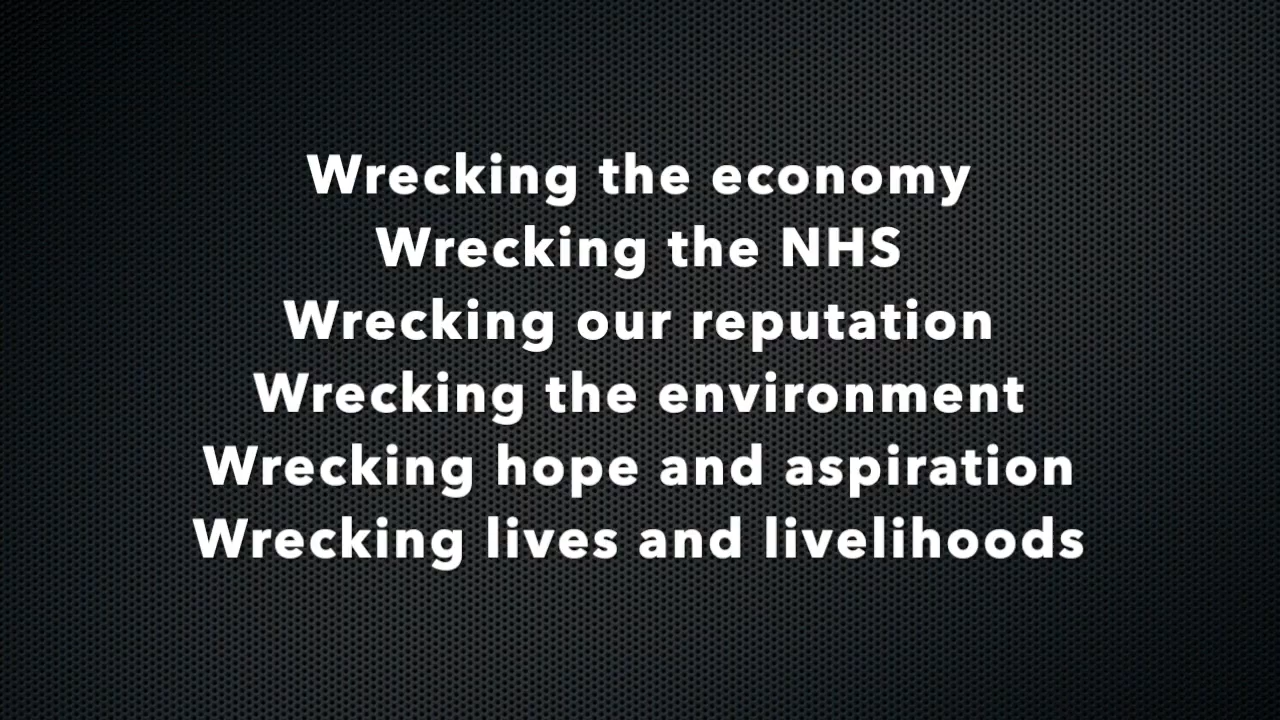 Wrecking the economy
Wrecking the NHS
Wrecking our reputation
Wrecking the environment
Wrecking hope and aspiration
Wrecking lives and livelihoods